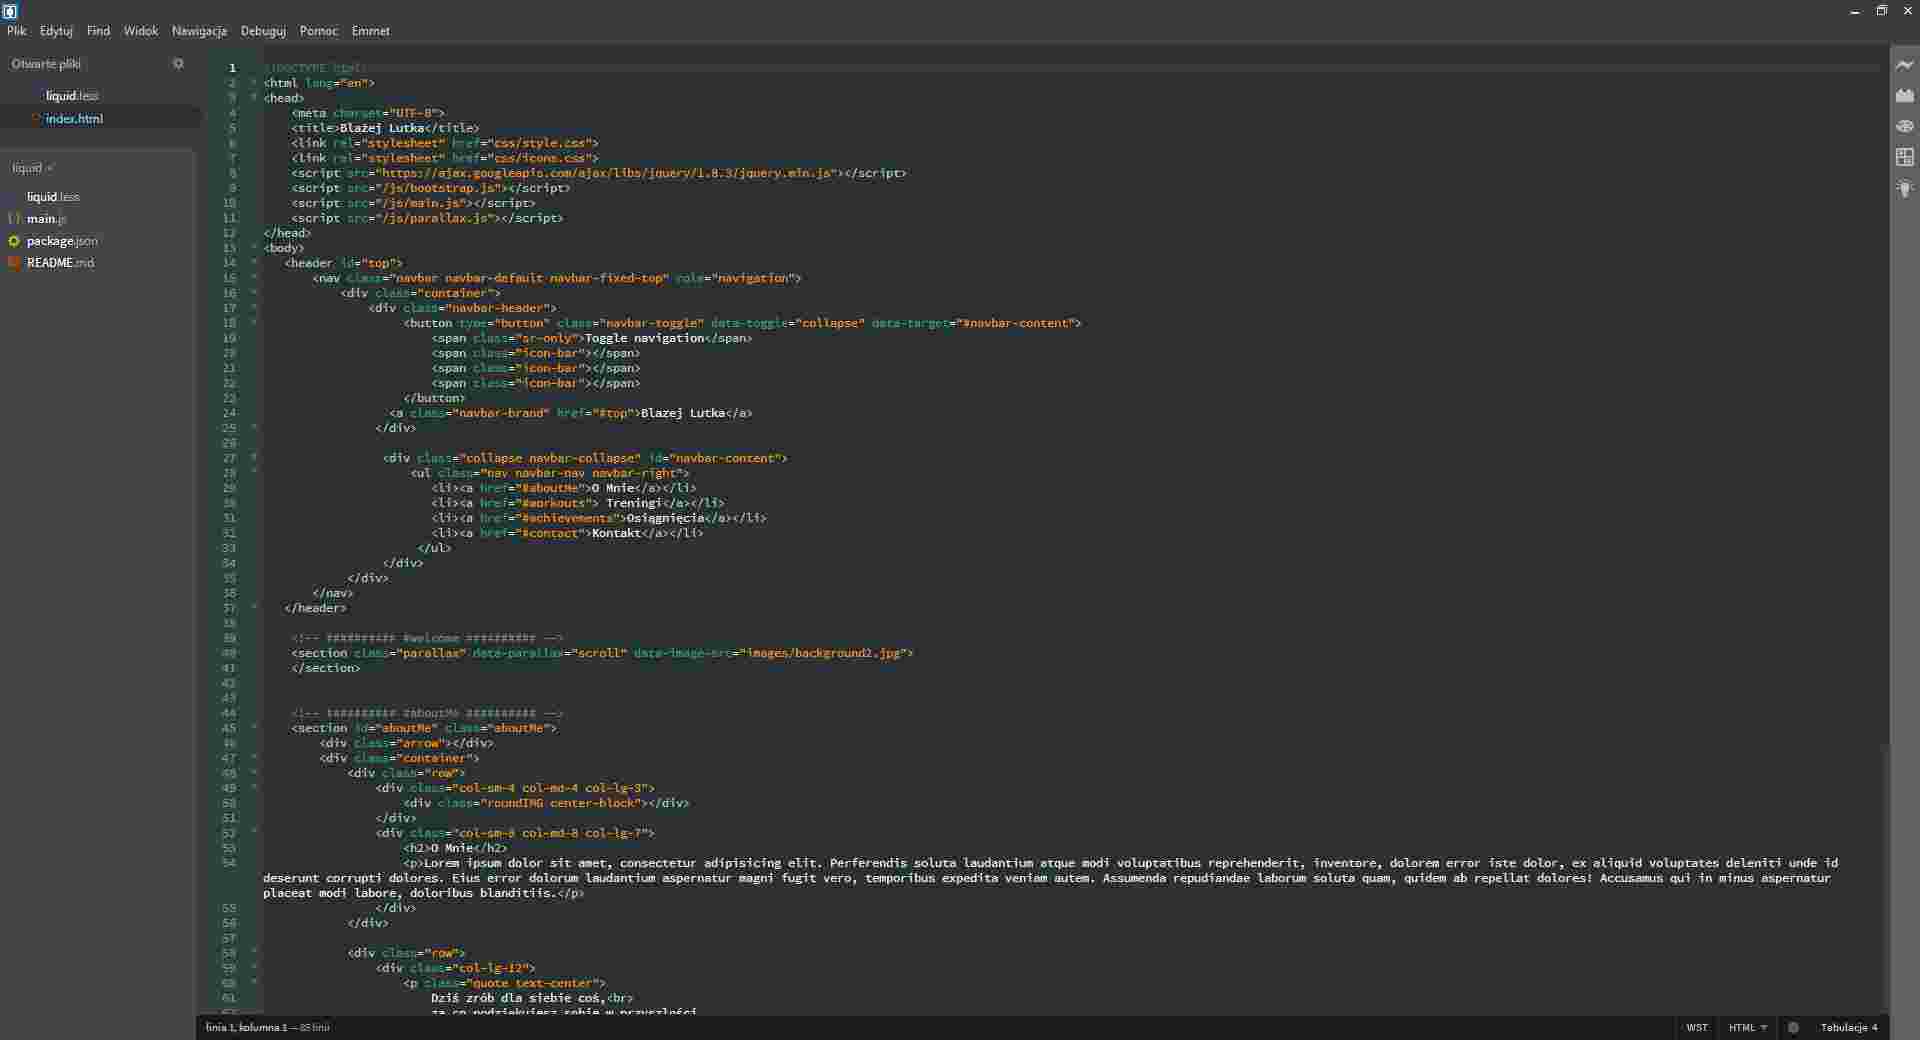 Plik Edytuj Find Widok Nawigacja Debuguj Pomoc Emmet
Otwarte pliki
liquid.less
index.html
liquid
liquid.less
main.js
package.json
README.md
1 <!DOCTYPE html>
2 <html lang="en">
3 <head>
4 <meta charset="UTF-8">
5 <title>Błażej Lutka</title>
6 <link rel="stylesheet" href="css/style.css">
7 <link rel="stylesheet" href="css/icons.css">
8 <script src="https://ajax.googleapis.com/ajax/libs/jquery/1.8.3/jquery.min.js"></script>
9 <script src="/js/bootstrap.js"></script>
10 <script src="/js/main.js"></script>
11 <script src="/js/parallax.js"></script>
12 </head>
13 <body>
14 <header id="top">
15 <nav class="navbar navbar-default navbar-fixed-top" role="navigation">
16 <div class="container">
17 <div class="navbar-header">
18 <button type="button" class="navbar-toggle" data-toggle="collapse" data-target="#navbar-content">
19 <span class="sr-only">Toggle navigation</span>
20 <span class="icon-bar"></span>
21 <span class="icon-bar"></span>
22 <span class="icon-bar"></span>
23 </button>
24 <a class="navbar-brand" href="#top">Blazej Lutka</a>
25 </div>
26
27 <div class="collapse navbar-collapse" id="navbar-content">
28 <ul class="nav navbar-nav navbar-right">
29 <li><a href="#aboutMe">O Mnie</a></li>
30 <li><a href="#workouts"> Treningi</a></li>
31 <li><a href="#achievements">Osiągnięcia</a></li>
32 <li><a href="#contact">Kontakt</a></li>
33 </ul>
34 </div>
35 </div>
36 </nav>
37 </header>
38
39 <!-- ########## #welcome ########## -->
40 <section class="parallax" data-parallax="scroll" data-image-src="images/background2.jpg">
41 </section>
42
43
44 <!-- ########## #aboutMe ########## -->
45 <section id="aboutMe" class="aboutMe">
46 <div class="arrow"></div>
47 <div class="container">
48 <div class="row">
49 <div class="col-sm-4 col-md-4 col-lg-3">
50 <div class="roundIMG center-block"></div>
51 </div>
52 <div class="col-sm-8 col-md-8 col-lg-7">
53 <h2>O Mnie</h2>
54 <p>Lorem ipsum dolor sit amet, consectetur adipisicing elit. Perferendis soluta laudantium atque modi voluptatibus reprehenderit, inventore, dolorem error iste dolor, ex aliquid voluptates deleniti unde id
deserunt corrupti dolores. Eius error dolorum laudantium aspernatur magni fugit vero, temporibus expedita veniam autem. Assumenda repudiandae laborum soluta quam, quidem ab repellat dolores! Accusamus qui in minus aspernatur
placeat modi labore, doloribus blanditiis.</p>
55 </div>
56 </div>
57
58 <div class="row">
59 <div class="col-lg-12">
60 <p class="quote text-center">
61 Dziś zrób dla siebie coś,<br>
za co podziękujesz sobie w przyszłości
linia 1, kolumna 1 — 85 linii
WST HTML Tabulacje 4